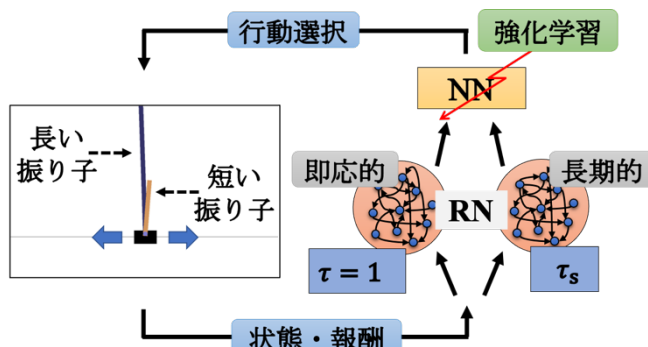 行動選択
強化学習
NN
長い
振り子
短い
振り子
即応的
長期的
RN
τ = 1
τs
状態・報酬